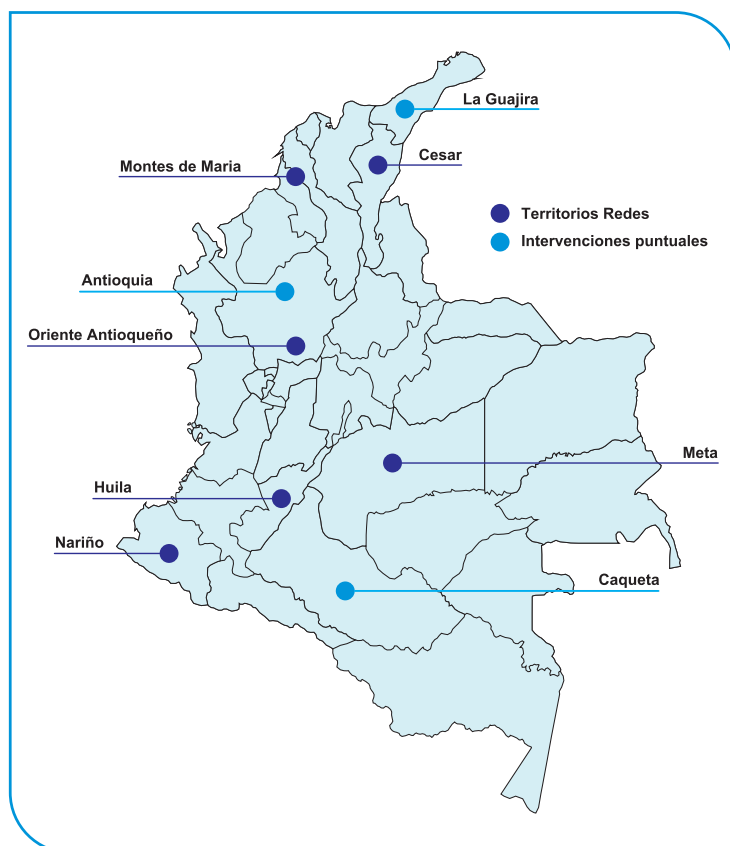 La Guajira
Cesar
Montes de Maria
Territorios Redes
Intervenciones puntuales
Antioquia
Oriente Antioqueño
Meta
Huila
Nariño
Caqueta